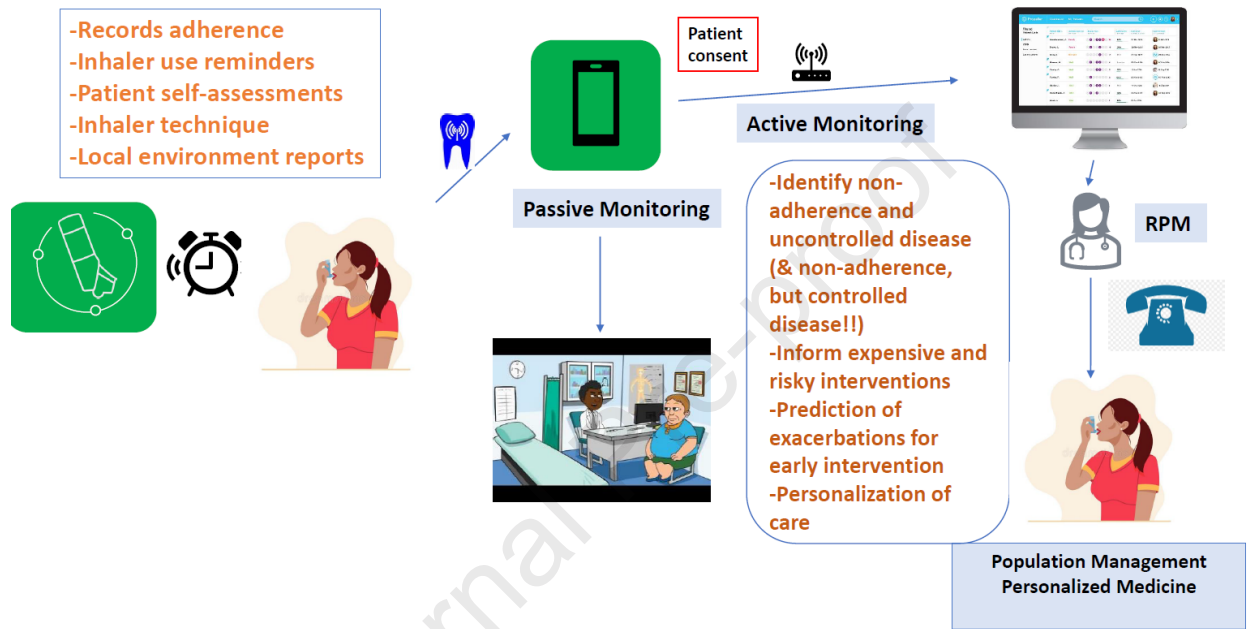 -Records adherence
-Inhaler use reminders
-Patient self-assessments
-Inhaler technique
-Local environment reports
Patient
consent
Active Monitoring
Passive Monitoring
-Identify non-
adherence and
uncontrolled disease
(& non-adherence,
but controlled
disease!!)
-Inform expensive and
risky interventions
-Prediction of
exacerbations for
early intervention
-Personalization of
care
RPM
Population Management
Personalized Medicine
rnal
e-proof